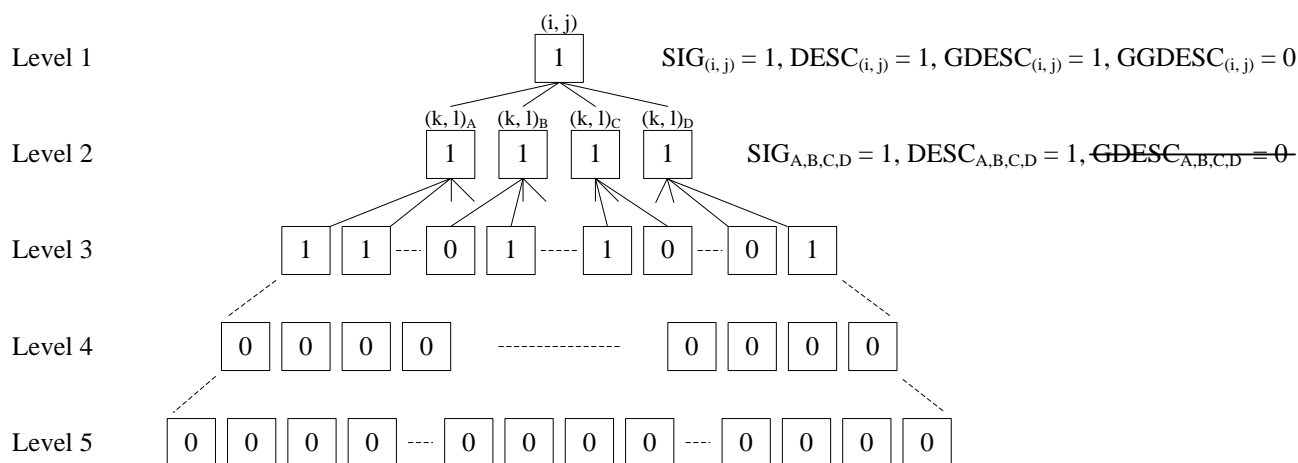 (i, j)
Level 1 1 SIG(i, j) = 1, DESC(i, j) = 1, GDESC(i, j) = 1, GGDESC(i, j) = 0
(k, l)A (k, l)B (k, l)C (k, l)D
Level 2 1 1 1 1 SIGA,B,C,D = 1, DESCA,B,C,D = 1, GDESCA,B,C,D = 0
Level 3 1 1 0 1 1 0 0 1
Level 4 0 0 0 0 0 0 0 0
Level 5 0 0 0 0 0 0 0 0 0 0 0 0